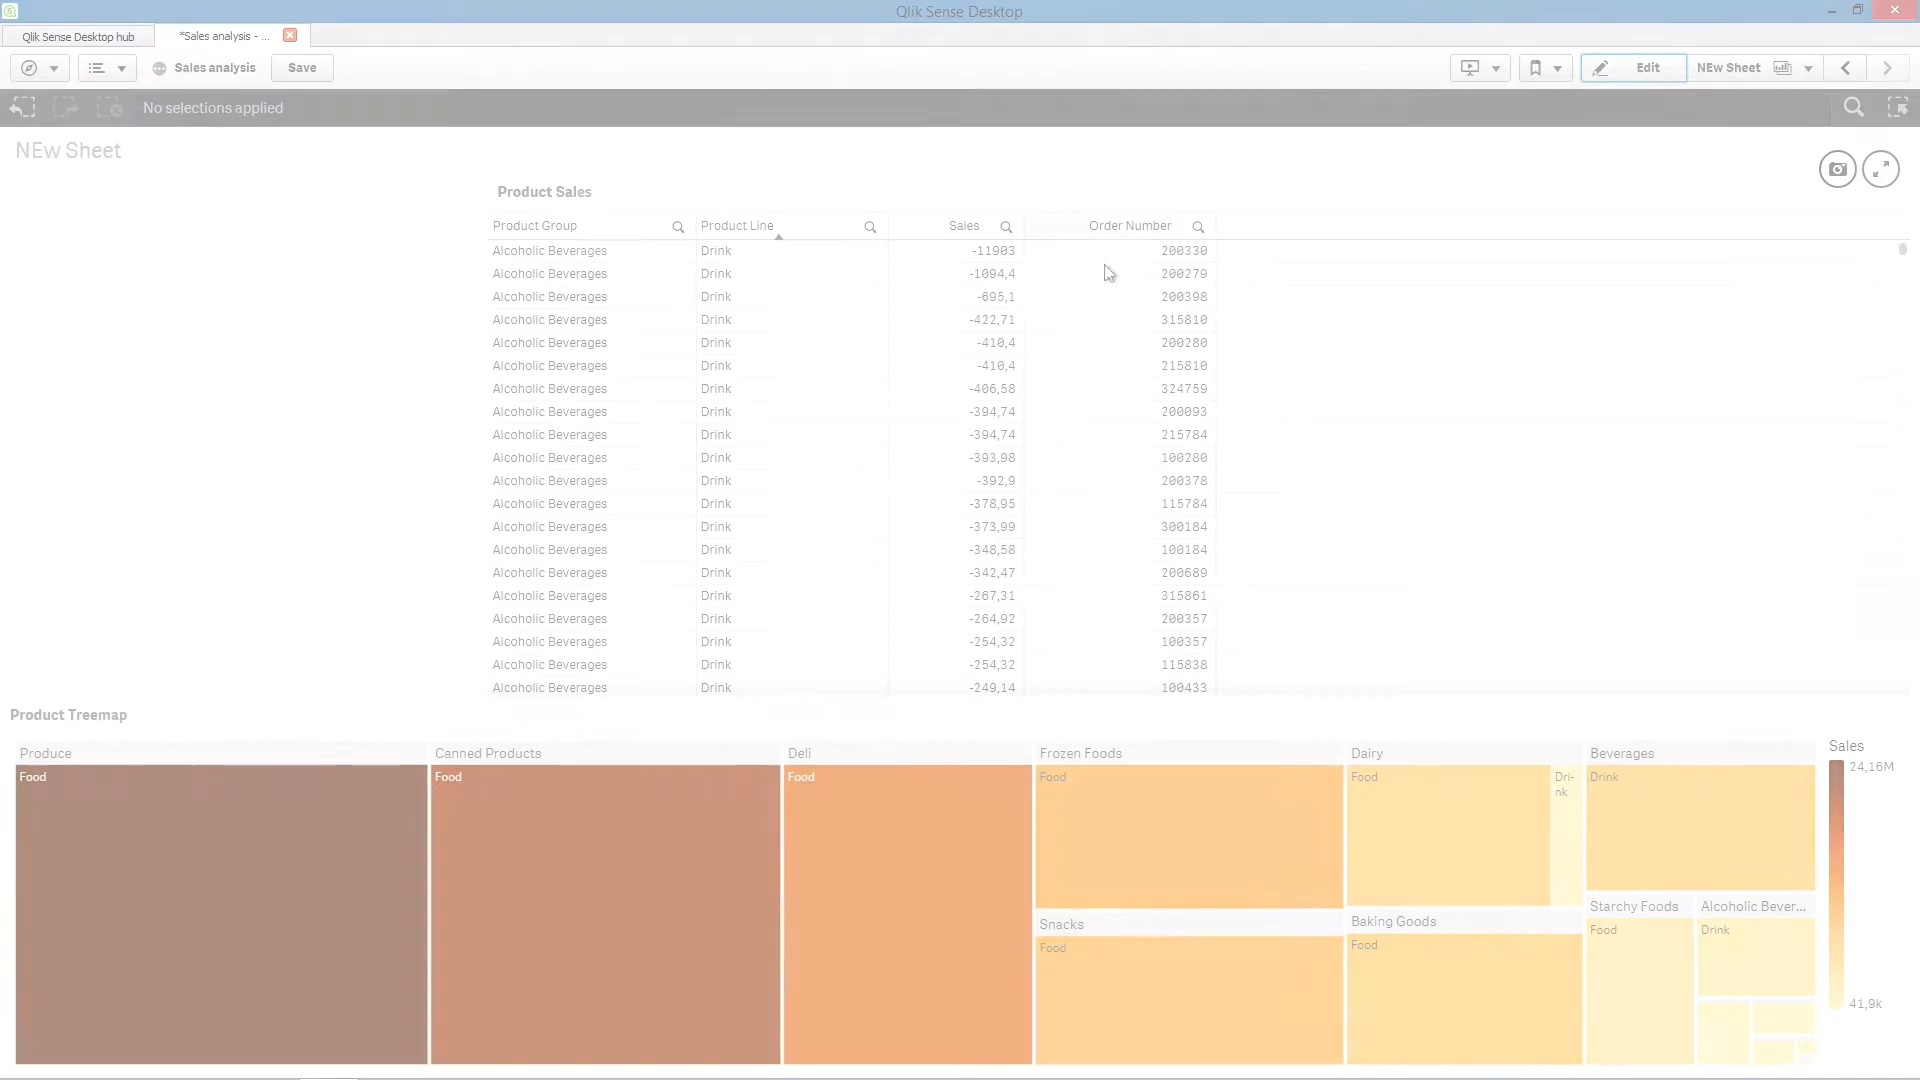 Qlik Sense Desktop
Qlik Sense Desktop hub
*Sales analysis - ...
Sales analysis
Save
Edit
NEw Sheet
No selections applied
NEw Sheet
Product Sales
Product Group Product Line Sales Order Number
Alcoholic Beverages Drink -11903 200330
Alcoholic Beverages Drink -1094,4 200279
Alcoholic Beverages Drink -695,1 200398
Alcoholic Beverages Drink -422,71 315810
Alcoholic Beverages Drink -410,4 200280
Alcoholic Beverages Drink -410,4 215810
Alcoholic Beverages Drink -406,58 324759
Alcoholic Beverages Drink -394,74 200093
Alcoholic Beverages Drink -394,74 215784
Alcoholic Beverages Drink -393,98 100280
Alcoholic Beverages Drink -392,9 200378
Alcoholic Beverages Drink -378,95 115784
Alcoholic Beverages Drink -373,99 300184
Alcoholic Beverages Drink -348,58 100184
Alcoholic Beverages Drink -342,47 200689
Alcoholic Beverages Drink -267,31 315861
Alcoholic Beverages Drink -264,92 200357
Alcoholic Beverages Drink -254,32 100357
Alcoholic Beverages Drink -254,32 115838
Alcoholic Beverages Drink -249,14 100433
Product Treemap
Produce
Food
Canned Products
Food
Deli
Food
Frozen Foods
Food
Snacks
Food
Dairy
Food
Dri-
nk
Baking Goods
Food
Beverages
Drink
Starchy Foods
Food
Alcoholic Bever...
Drink
Sales
24,16M
41,9k